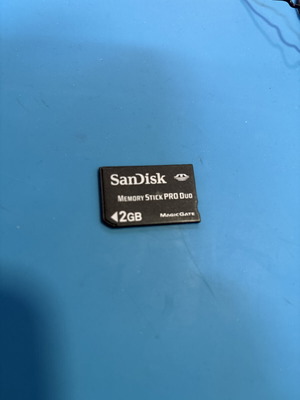 SanDisk
MEMORY STICK PRO DUO
2GB
MAGICGATE